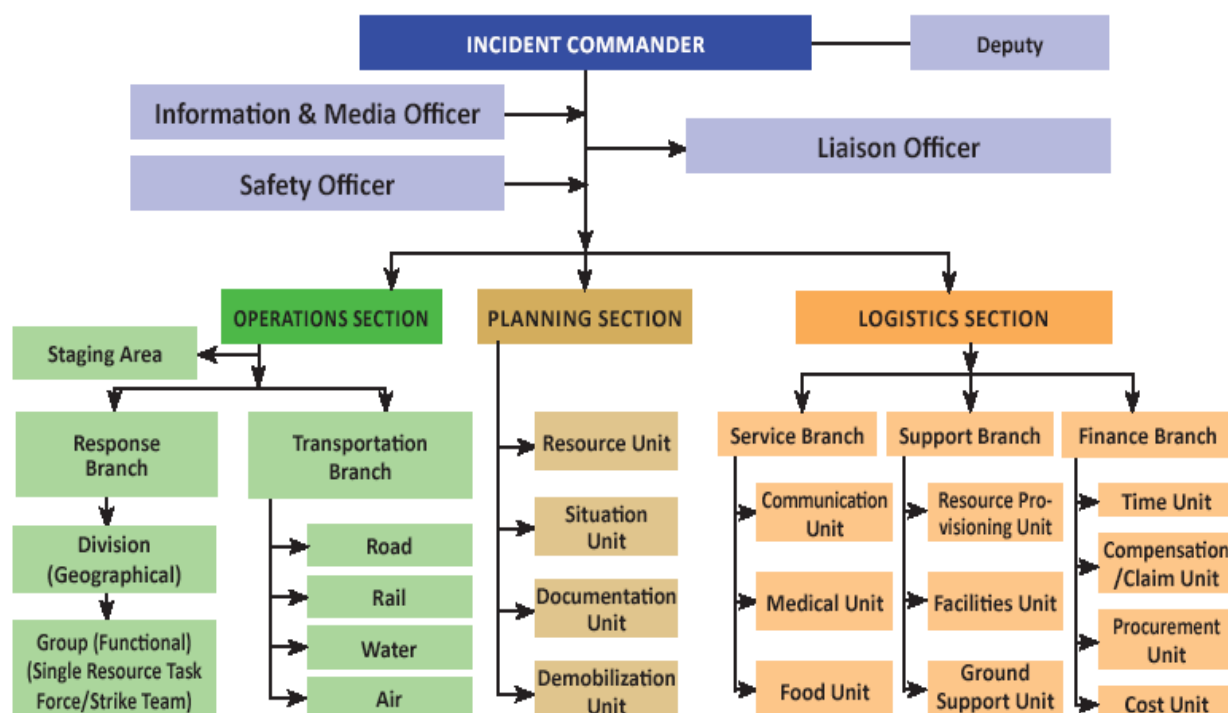 INCIDENT COMMANDER
Deputy
Information & Media Officer
Liaison Officer
Safety Officer
OPERATIONS SECTION
PLANNING SECTION
LOGISTICS SECTION
Staging Area
Response
Branch
Transportation
Branch
Division
(Geographical)
Group (Functional)
(Single Resource Task
Force/Strike Team)
Road
Rail
Water
Air
Resource Unit
Situation
Unit
Documentation
Unit
Demobilization
Unit
Service Branch
Communication
Unit
Medical Unit
Food Unit
Support Branch
Resource Pro-
visioning Unit
Facilities Unit
Ground
Support Unit
Finance Branch
Time Unit
Compensation
/Claim Unit
Procurement
Unit
Cost Unit